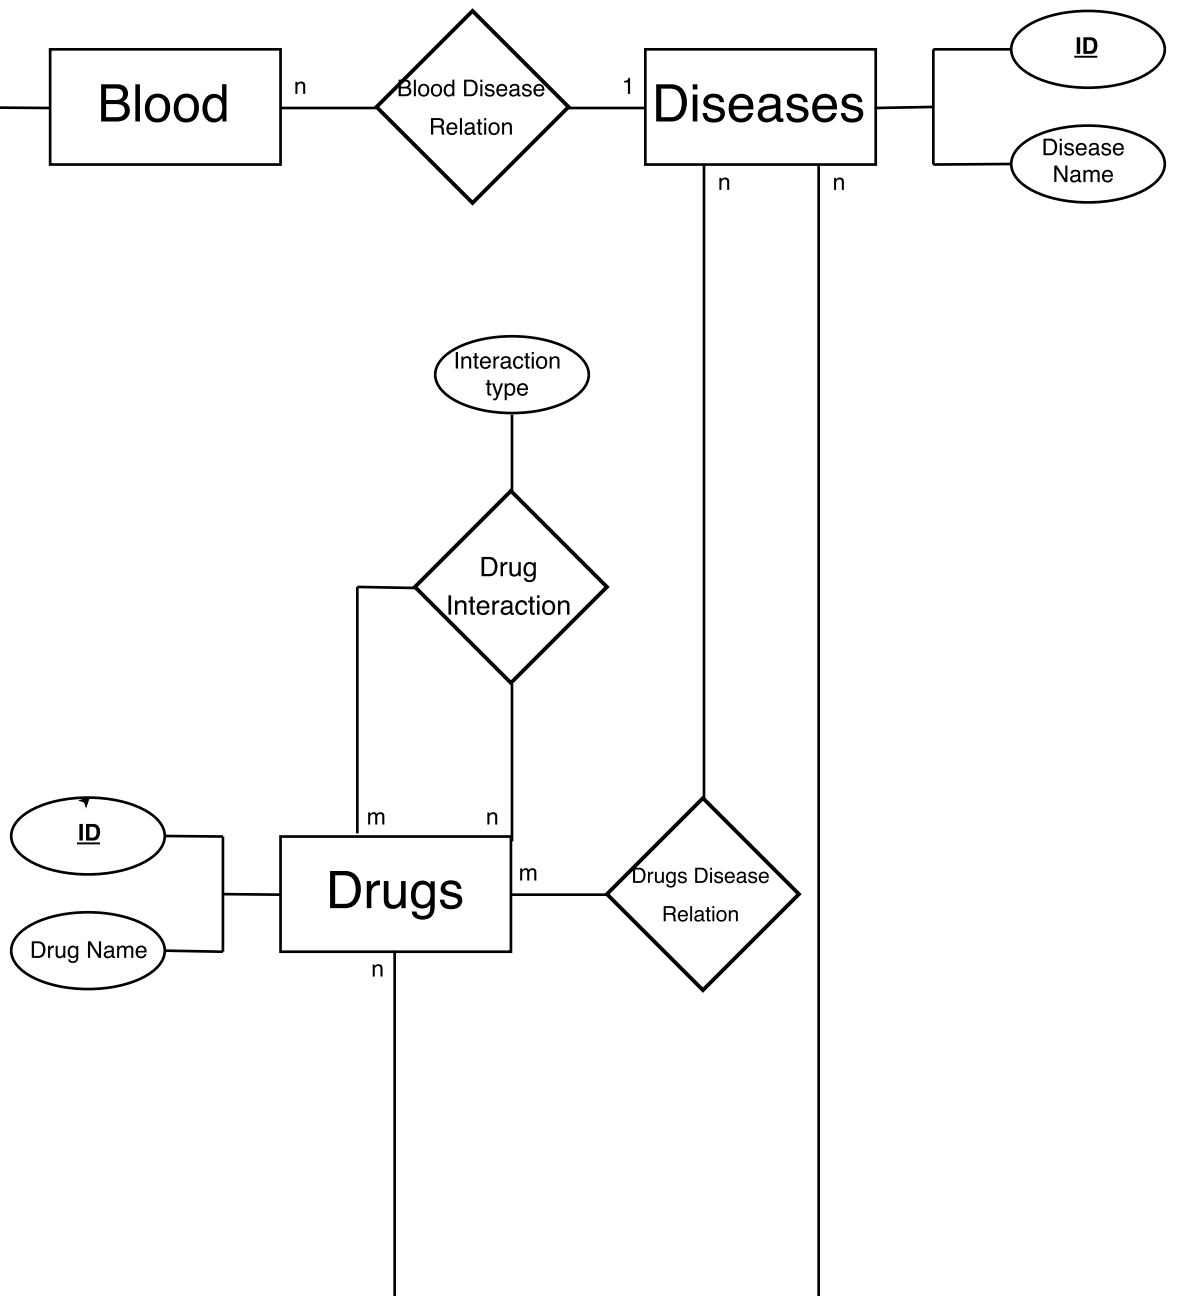 ID
Blood
n
Blood Disease
Relation
1
Diseases
Disease
Name
n
n
Interaction
type
Drug
Interaction
m
n
ID
Drugs
m
Drugs Disease
Relation
Drug Name
n